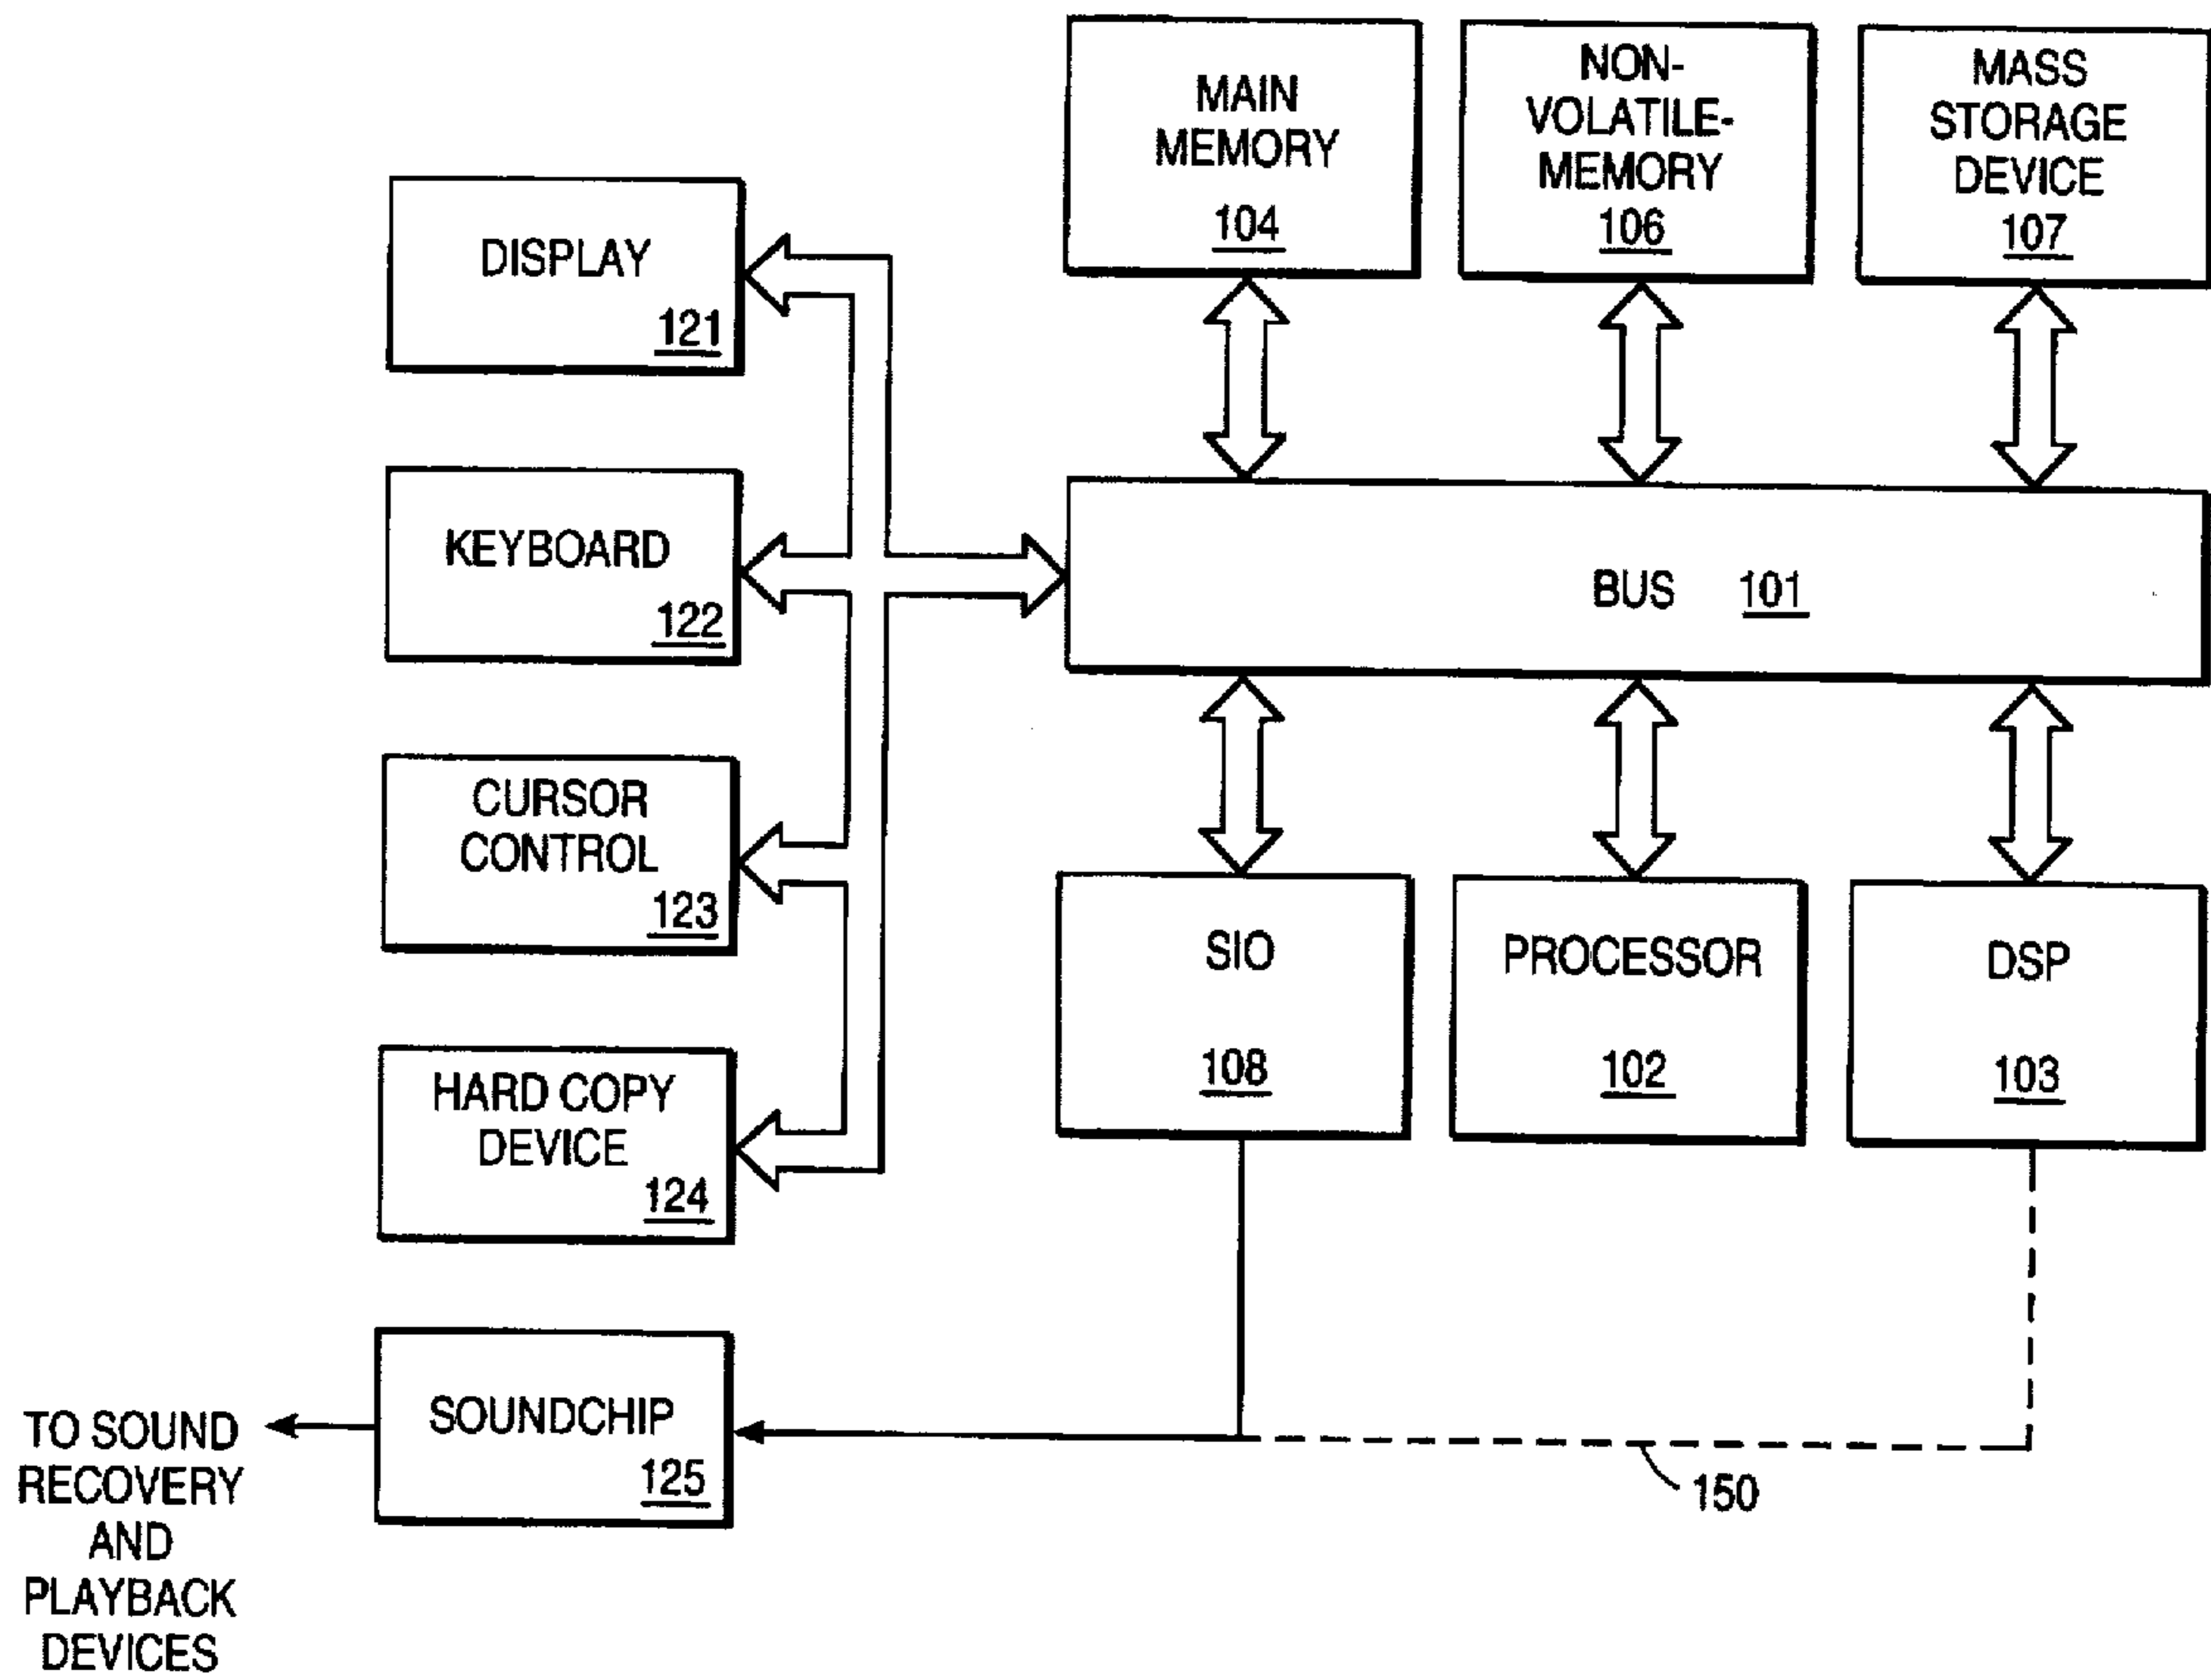 MAIN
MEMORY
104
NON-
VOLATILE-
MEMORY
106
MASS
STORAGE
DEVICE
107
DISPLAY
121
KEYBOARD
122
BUS 101
CURSOR
CONTROL
123
SIO
108
PROCESSOR
102
DSP
103
HARD COPY
DEVICE
124
SOUNDCHIP
125
150
TO SOUND
RECOVERY
AND
PLAYBACK
DEVICES